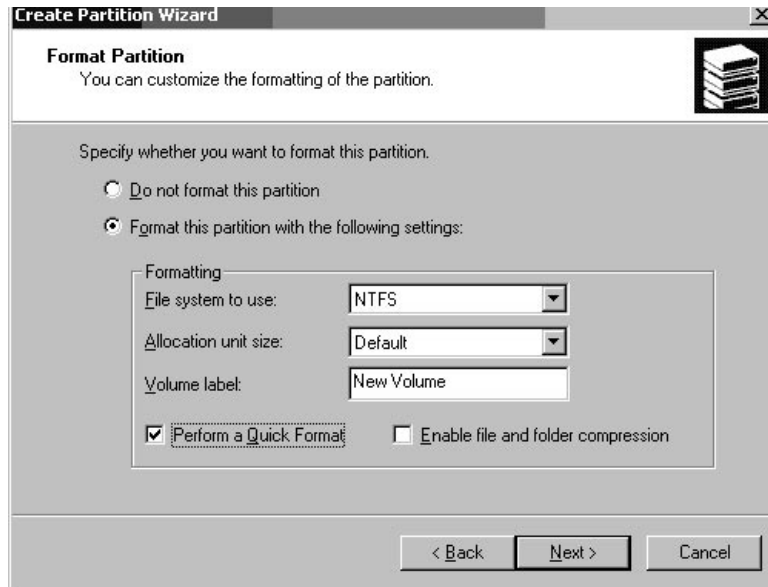 Create Partition Wizard
Format Partition
You can customize the formatting of the partition.
Specify whether you want to format this partition.
Do not format this partition
Format this partition with the following settings:
Formatting
File system to use: NTFS
Allocation unit size: Default
Volume label: New Volume
Perform a Quick Format Enable file and folder compression
< Back Next > Cancel